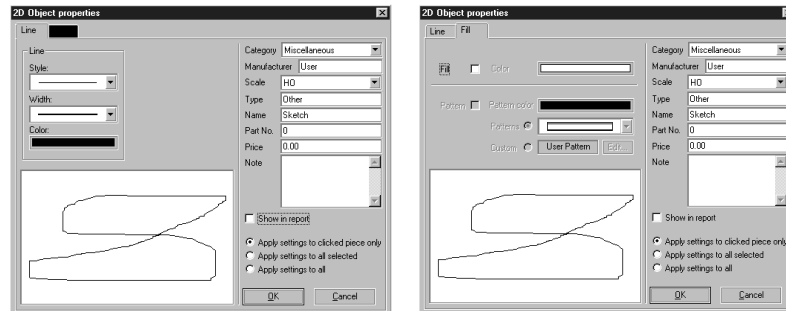 2D Object properties
Line
Line
Style:
Width:
Color:
Category Miscellaneous
Manufacturer User
Scale HO
Type Other
Name Sketch
Part No. 0
Price 0.00
Note
Show in report
Apply settings to clicked piece only
Apply settings to all selected
Apply settings to all
OK Cancel
2D Object properties
Line Fill
Fill Color
Pattern Pattern color
Patterns
Custom User Pattern Edit...
Category Miscellaneous
Manufacturer User
Scale HO
Type Other
Name Sketch
Part No. 0
Price 0.00
Note
Show in report
Apply settings to clicked piece only
Apply settings to all selected
Apply settings to all
OK Cancel